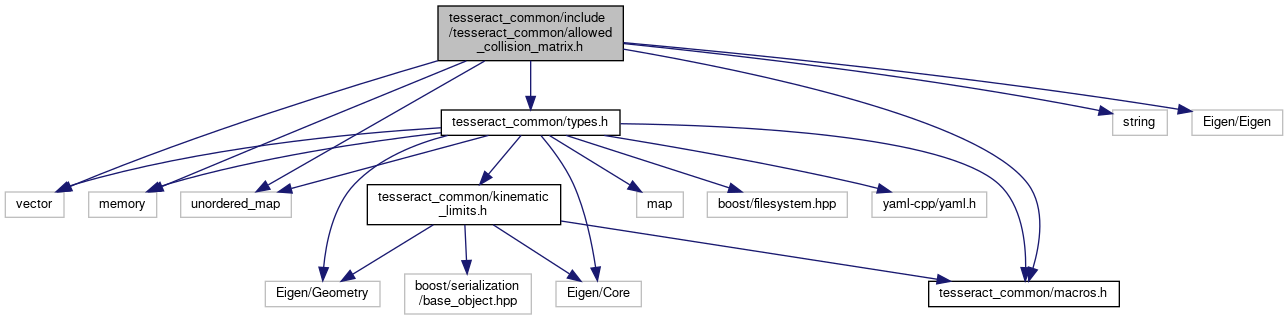 tesseract_common/include
/tesseract_common/allowed
_collision_matrix.h
tesseract_common/types.h
string
Eigen/Eigen
vector
memory
unordered_map
tesseract_common/kinematic
_limits.h
map
boost/filesystem.hpp
yaml-cpp/yaml.h
Eigen/Geometry
boost/serialization
/base_object.hpp
Eigen/Core
tesseract_common/macros.h